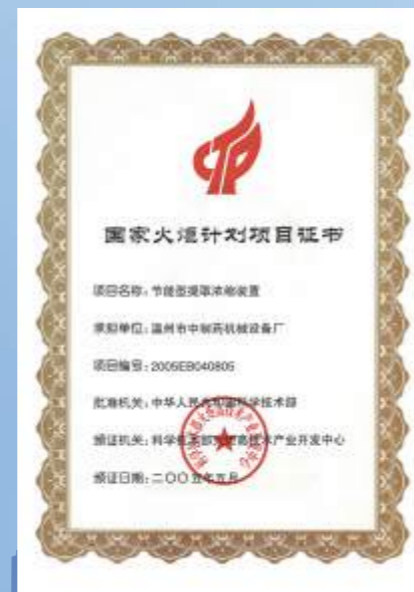 国家火炬计划项目证书
项目名称：节能型提取浓缩装置
承担单位：温州市中制药机械设备厂
项目编号：2005EB040805
批准机关：中华人民共和国科学技术部
颁证机关：科学技术部火炬高技术产业开发中心
颁证日期：二〇〇五年五月